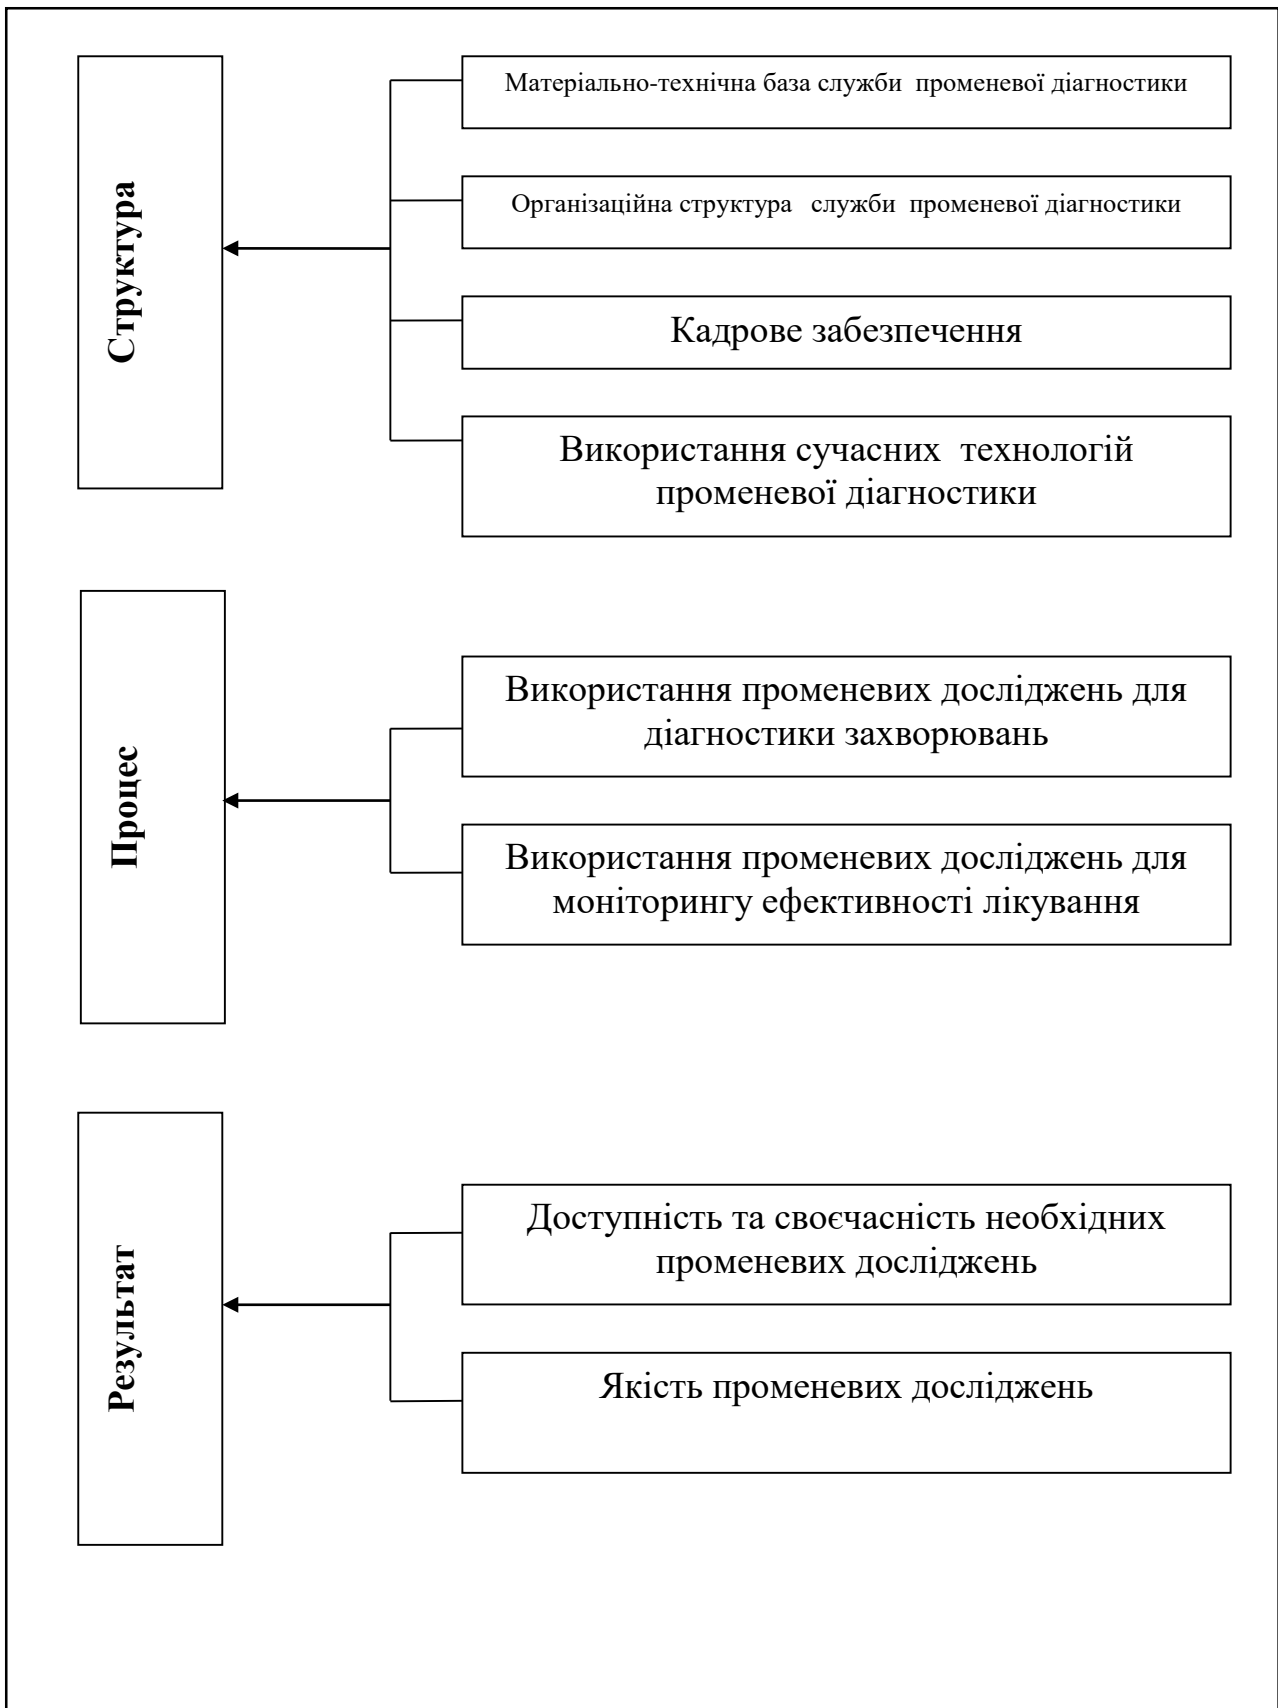 Структура
Матеріально-технічна база служби променевої діагностики
Організаційна структура служби променевої діагностики
Кадрове забезпечення
Використання сучасних технологій
променевої діагностики
Процес
Використання променевих досліджень для
діагностики захворювань
Використання променевих досліджень для
моніторингу ефективності лікування
Результат
Доступність та своєчасність необхідних
променевих досліджень
Якість променевих досліджень